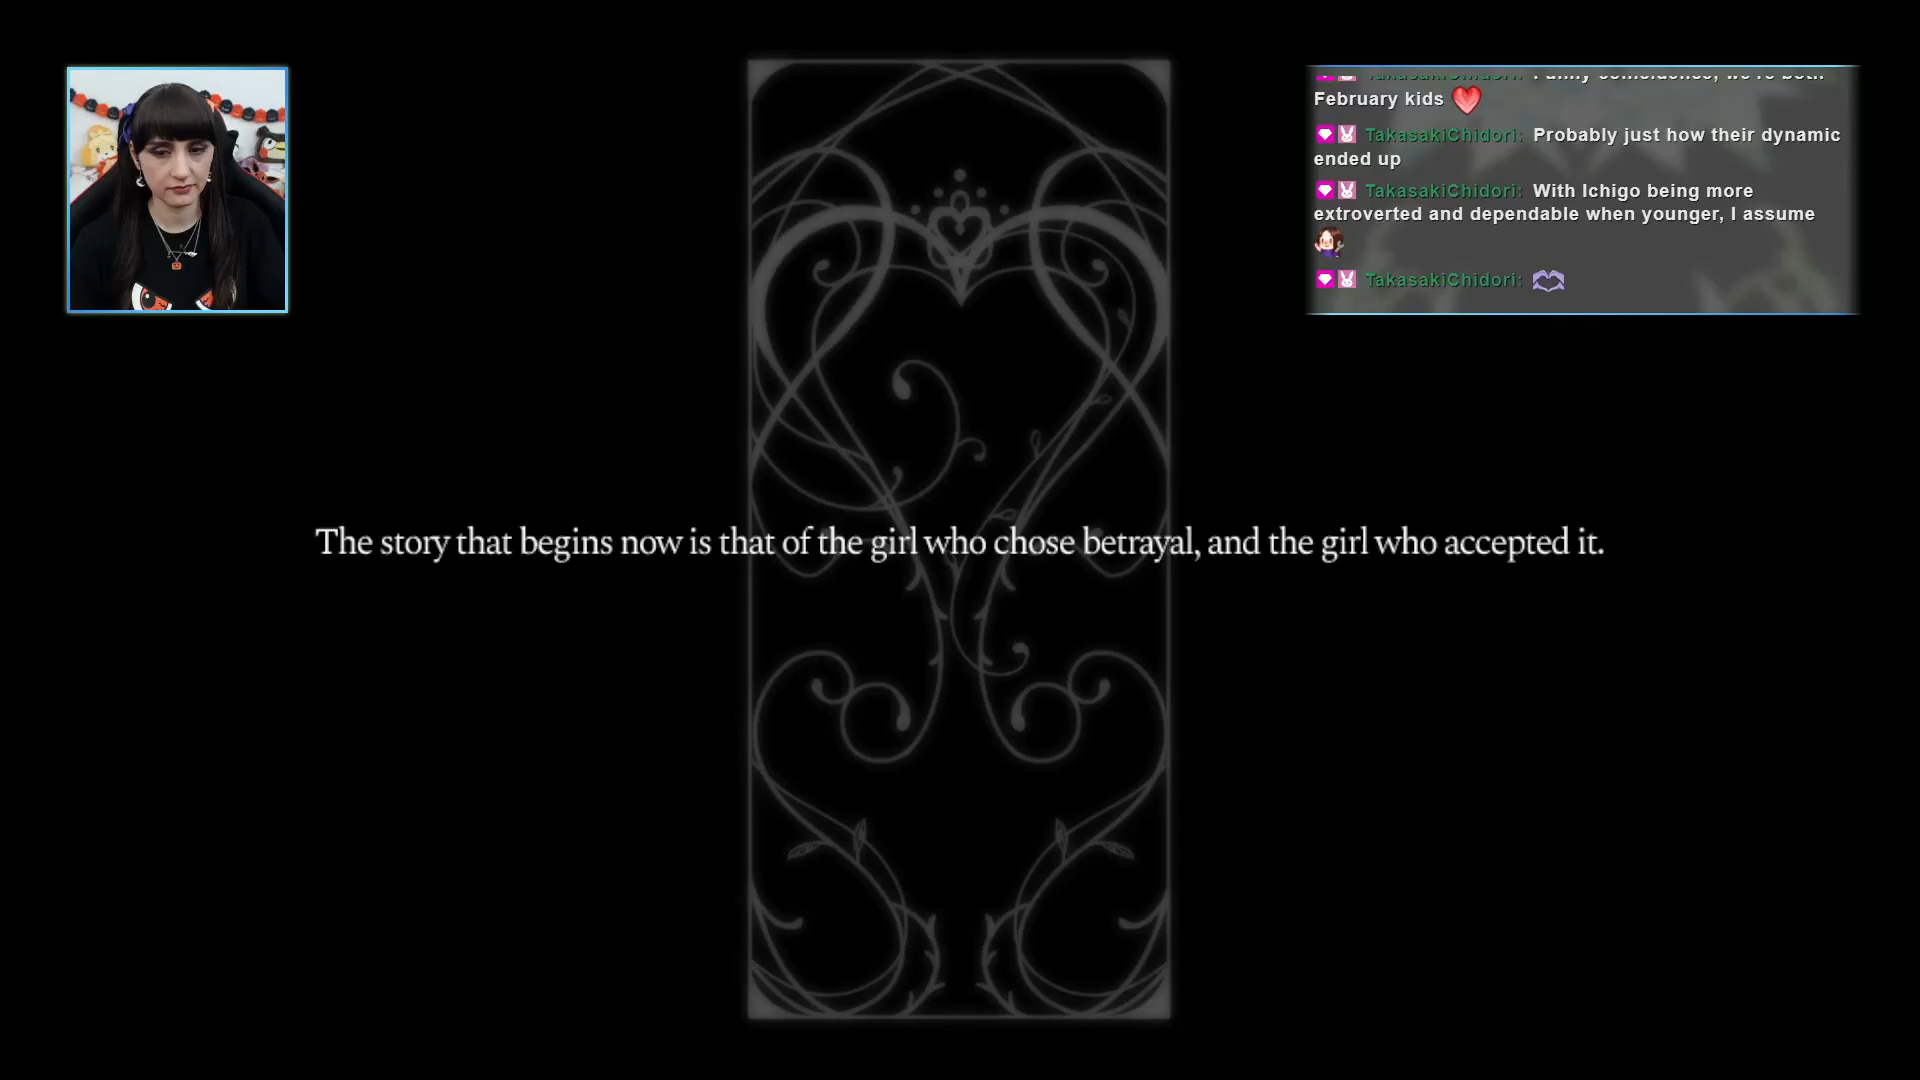 February kids
TakasakiChidori: Probably just how their dynamic
ended up
TakasakiChidori: With Ichigo being more
extroverted and dependable when younger, I assume
TakasakiChidori:
The story that begins now is that of the girl who chose betrayal, and the girl who accepted it.